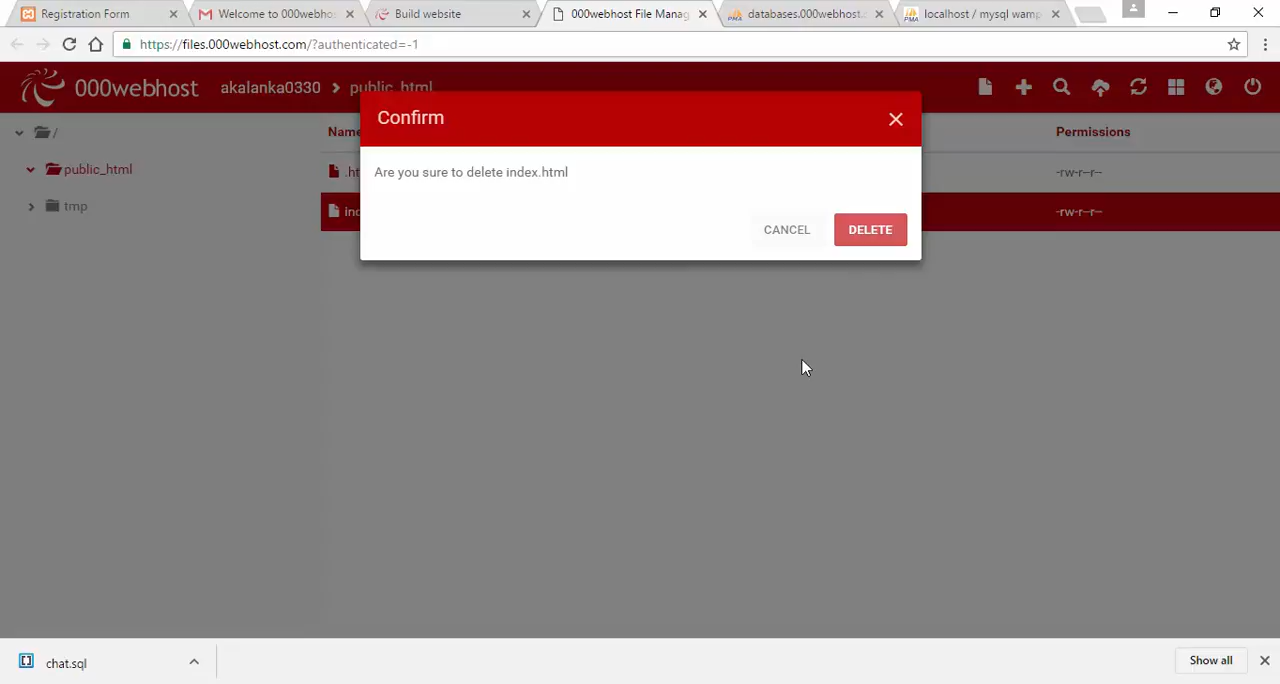 Registration Form
Welcome to 000webho
Build website
000webhost File Manag
databases.000webhost.
localhost / mysql wamp
https://files.000webhost.com/?authenticated=-1
000webhost
akalanka0330 > public_html
/
public_html
tmp
Name
Permissions
.ht
-rw-r--r--
ind
-rw-r--r--
Confirm
Are you sure to delete index.html
CANCEL
DELETE
chat.sql
Show all